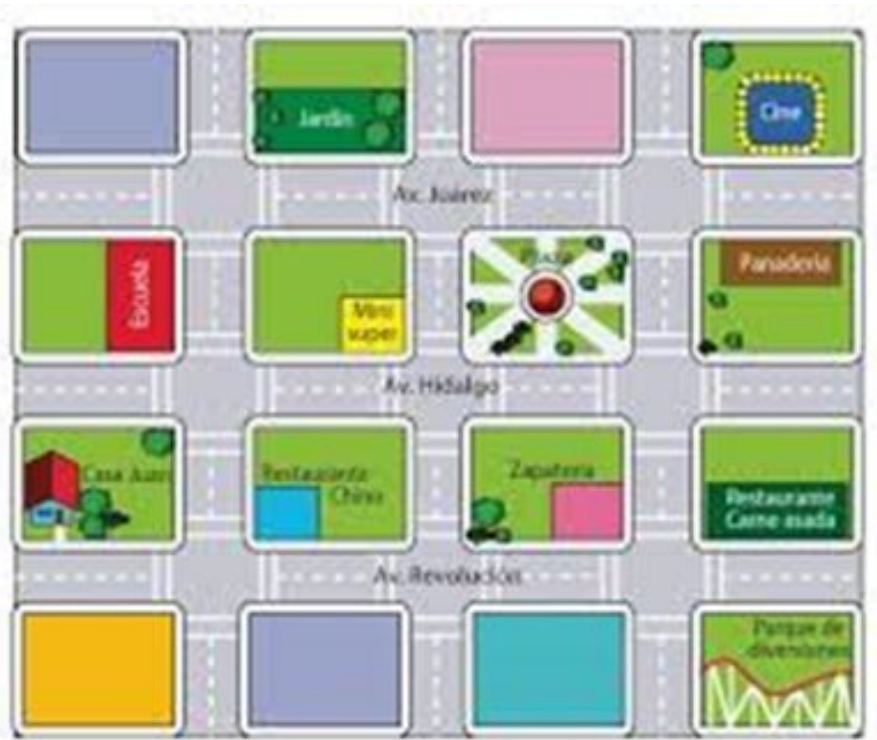 Jardín
Cine
Av. Juárez
Escuela
Mini
super
Plaza
Panadería
Av. Hidalgo
Casa Juan
Restaurante
Chino
Zapatería
Restaurante
Carne asada
Av. Revolución
Parque de
diversiones